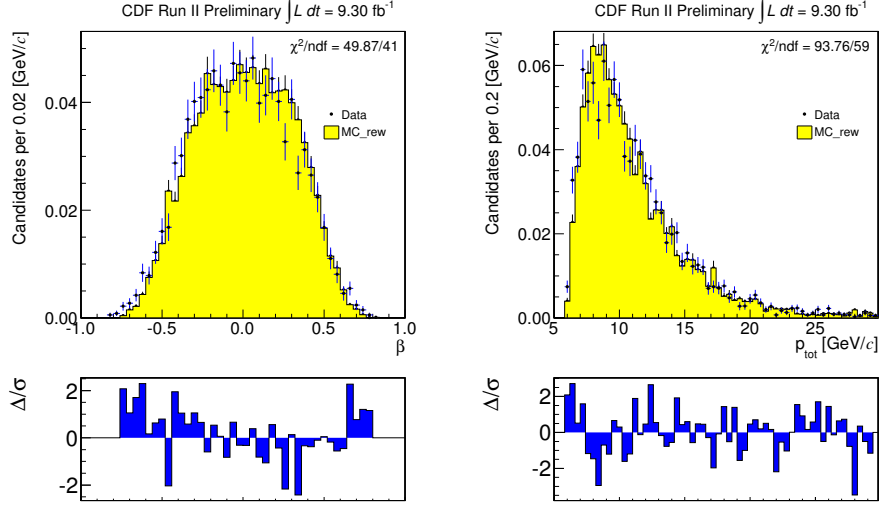 CDF Run II Preliminary ∫L dt = 9.30 fb⁻¹
χ²/ndf = 49.87/41
Candidates per 0.02 [GeV/c]
0.04
0.02
0.00
Data
MC_rew
-1.0 -0.5 0.0 0.5 1.0
β
Δ/σ
2
0
-2
CDF Run II Preliminary ∫L dt = 9.30 fb⁻¹
χ²/ndf = 93.76/59
Candidates per 0.2 [GeV/c]
0.06
0.04
0.02
0.00
Data
MC_rew
5 10 15 20 25
p_tot [GeV/c]
Δ/σ
2
0
-2